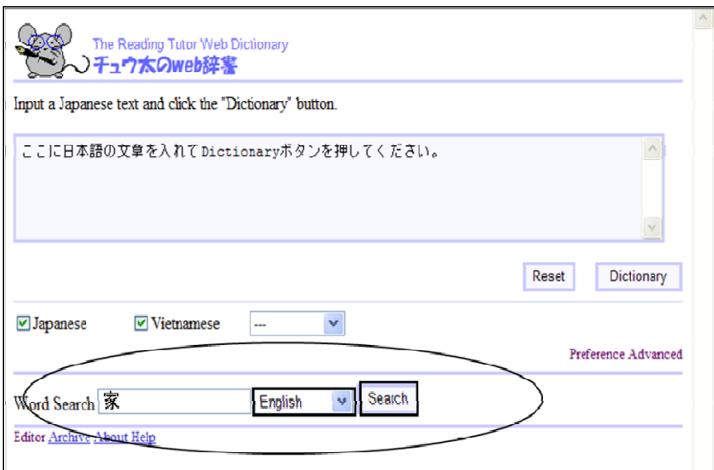 The Reading Tutor Web Dictionary
チュウ太のweb辞書
Input a Japanese text and click the "Dictionary" button.
ここに日本語の文章を入れてDictionaryボタンを押してください。
Reset Dictionary
Japanese Vietnamese ---
Preference Advanced
Word Search 家 English Search
Editor Archive About Help